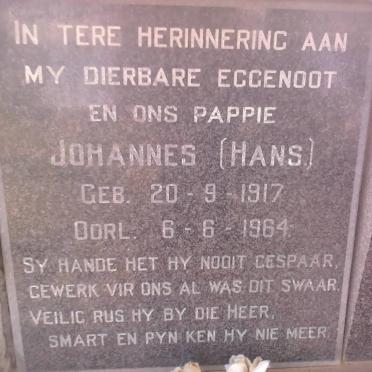 IN TERE HERINNERING AAN
MY DIERBARE EGGENOOT
EN ONS PAPPIE
JOHANNES (HANS.)
GEB. 20 - 9 - 1917
OORL. 6 - 6 - 1964
SY HANDE HET HY NOOIT GESPAAR,
GEWERK VIR ONS AL WAS DIT SWAAR.
VEILIG RUS HY BY DIE HEER,
SMART EN PYN KEN HY NIE MEER.